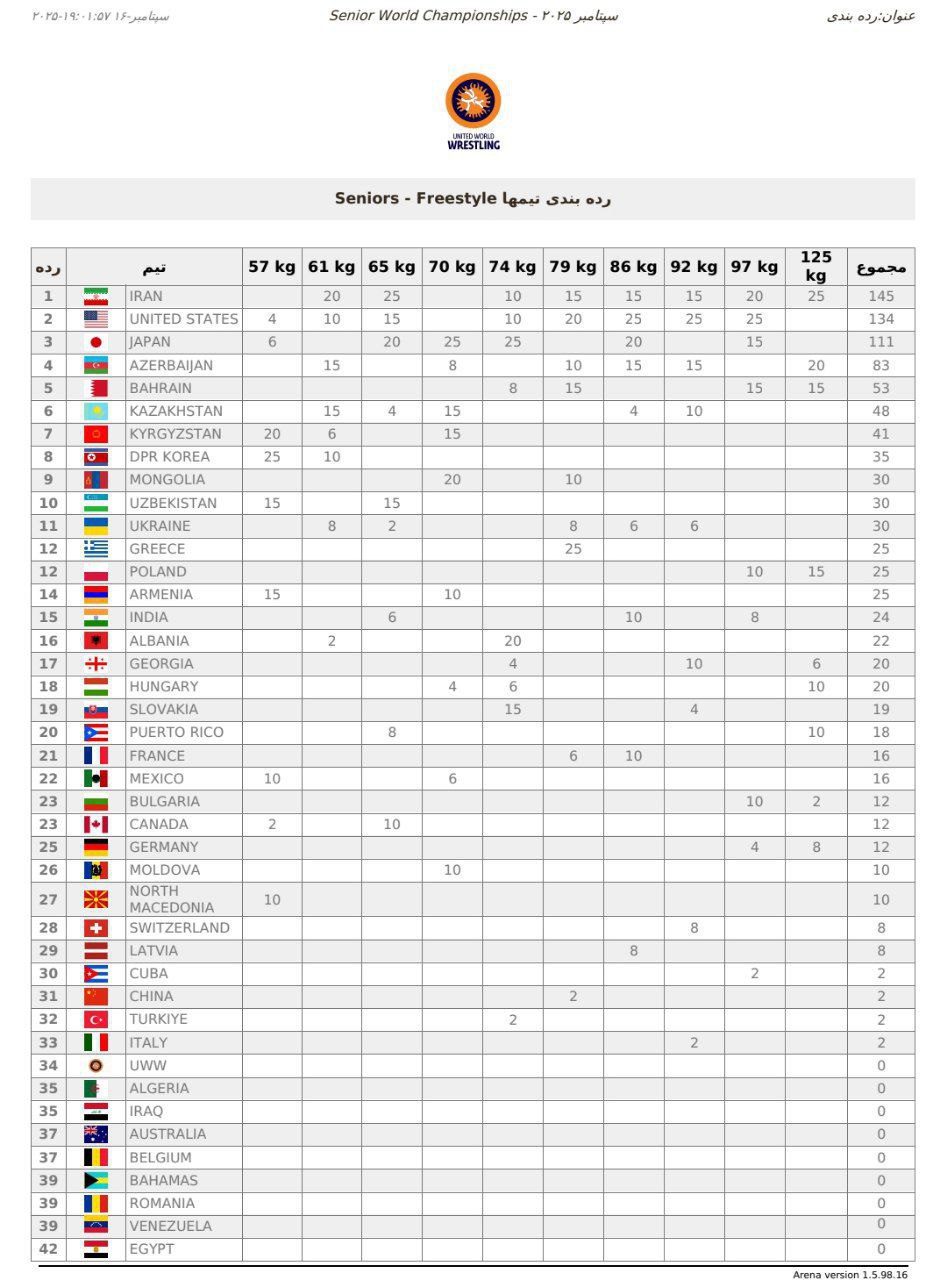 ۲۰۲۵-سپتامبر-۱۶ ۱۹:۰۱:۵۷
Senior World Championships - سپتامبر ۲۰۲۵
عنوان:رده بندی
UNITED WORLD
WRESTLING
Seniors - Freestyle رده بندی تیمها
رده تیم 57 kg 61 kg 65 kg 70 kg 74 kg 79 kg 86 kg 92 kg 97 kg 125 kg مجموع
1 IRAN 20 25 10 15 15 15 20 25 145
2 UNITED STATES 4 10 15 10 20 25 25 25 134
3 JAPAN 6 20 25 25 20 15 111
4 AZERBAIJAN 15 8 10 15 15 20 83
5 BAHRAIN 8 15 15 15 53
6 KAZAKHSTAN 15 4 15 4 10 48
7 KYRGYZSTAN 20 6 15 41
8 DPR KOREA 25 10 35
9 MONGOLIA 20 10 30
10 UZBEKISTAN 15 15 30
11 UKRAINE 8 2 8 6 6 30
12 GREECE 25 25
12 POLAND 10 15 25
14 ARMENIA 15 10 25
15 INDIA 6 10 8 24
16 ALBANIA 2 20 22
17 GEORGIA 4 10 6 20
18 HUNGARY 4 6 10 20
19 SLOVAKIA 15 4 19
20 PUERTO RICO 8 10 18
21 FRANCE 6 10 16
22 MEXICO 10 6 16
23 BULGARIA 10 2 12
23 CANADA 2 10 12
25 GERMANY 4 8 12
26 MOLDOVA 10 10
27 NORTH MACEDONIA 10 10
28 SWITZERLAND 8 8
29 LATVIA 8 8
30 CUBA 2 2
31 CHINA 2 2
32 TURKIYE 2 2
33 ITALY 2 2
34 UWW 0
35 ALGERIA 0
35 IRAQ 0
37 AUSTRALIA 0
37 BELGIUM 0
39 BAHAMAS 0
39 ROMANIA 0
39 VENEZUELA 0
42 EGYPT 0
Arena version 1.5.98.16